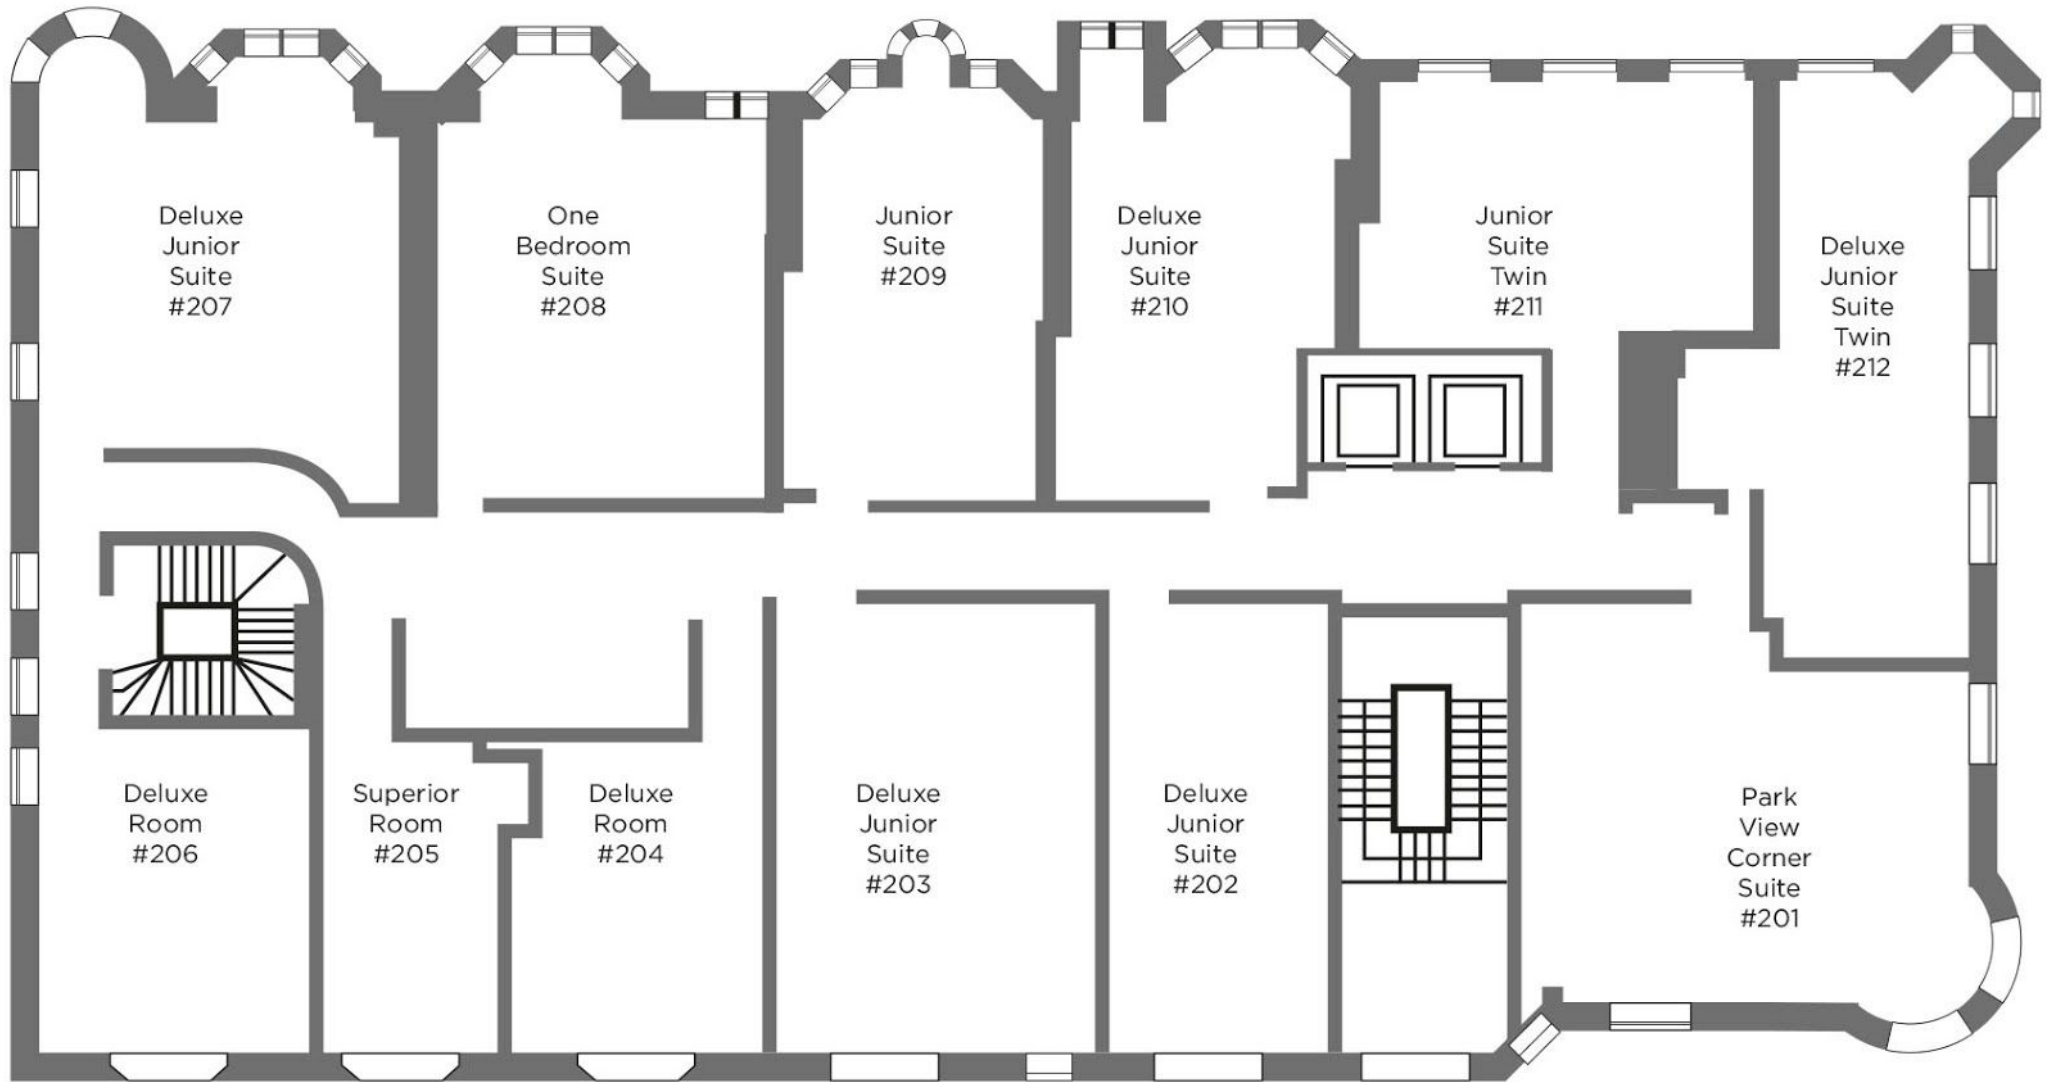 Deluxe
Junior
Suite
#207
One
Bedroom
Suite
#208
Junior
Suite
#209
Deluxe
Junior
Suite
#210
Junior
Suite
Twin
#211
Deluxe
Junior
Suite
Twin
#212
Deluxe
Room
#206
Superior
Room
#205
Deluxe
Room
#204
Deluxe
Junior
Suite
#203
Deluxe
Junior
Suite
#202
Park
View
Corner
Suite
#201